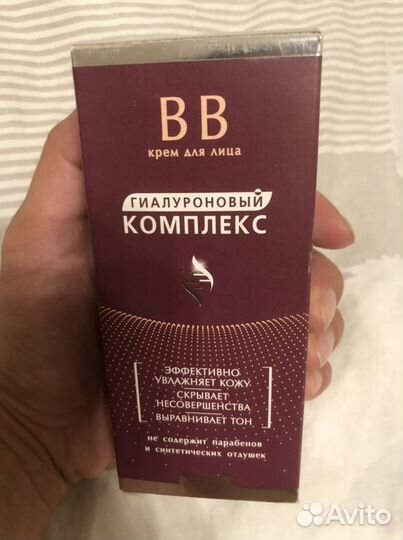 BB
крем для лица
ГИАЛУРОНОВЫЙ
КОМПЛЕКС
ЭФФЕКТИВНО
УВЛАЖНЯЕТ КОЖУ
СКРЫВАЕТ
НЕСОВЕРШЕНСТВА
ВЫРАВНИВАЕТ ТОН
не содержит парабенов
и синтетических отдушек
Avito